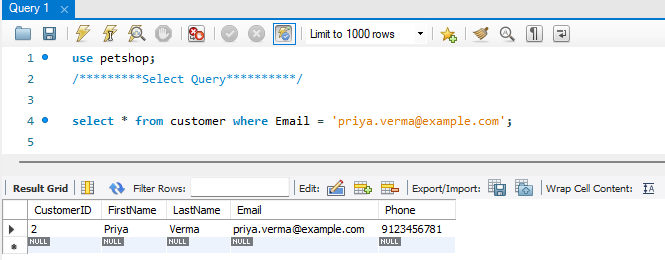 Query 1
Limit to 1000 rows
1 use petshop;
2 /*********Select Query**********/
3
4 select * from customer where Email = 'priya.verma@example.com';
5
Result Grid Filter Rows: Edit: Export/Import: Wrap Cell Content:
CustomerID FirstName LastName Email Phone
2 Priya Verma priya.verma@example.com 9123456781
NULL NULL NULL NULL NULL